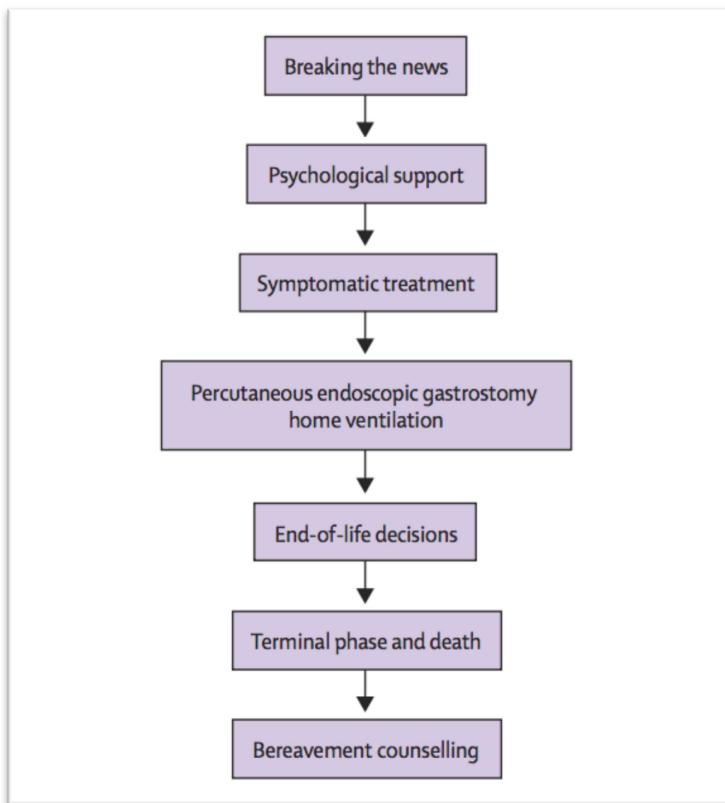 Breaking the news
Psychological support
Symptomatic treatment
Percutaneous endoscopic gastrostomy
home ventilation
End-of-life decisions
Terminal phase and death
Bereavement counselling